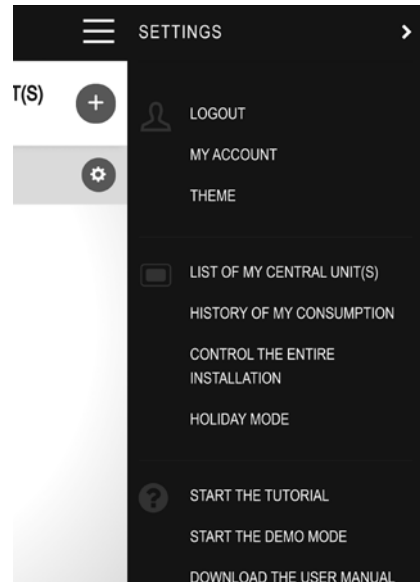 SETTINGS
T(S)
LOGOUT
MY ACCOUNT
THEME
LIST OF MY CENTRAL UNIT(S)
HISTORY OF MY CONSUMPTION
CONTROL THE ENTIRE
INSTALLATION
HOLIDAY MODE
START THE TUTORIAL
START THE DEMO MODE
DOWNLOAD THE USER MANUAL